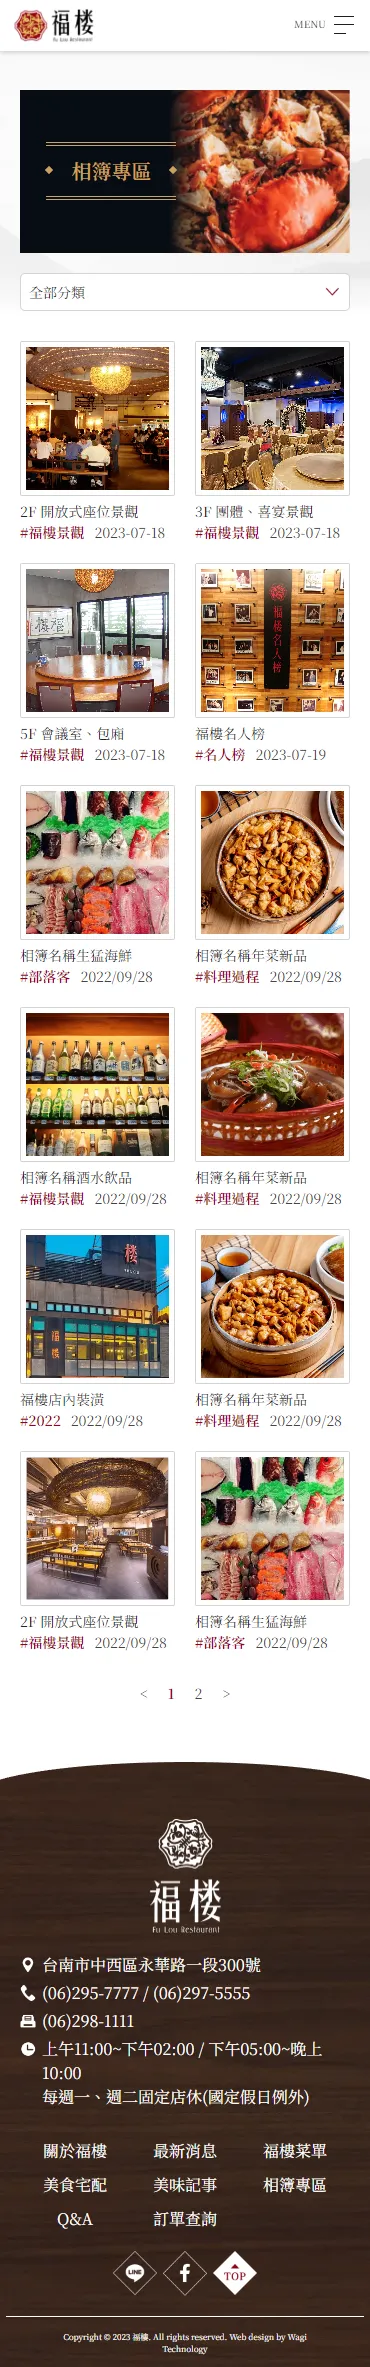 福楼
Fu Lou Restaurant
MENU
相簿專區
全部分類
2F 開放式座位景觀
#福樓景觀 2023-07-18
3F 團體、喜宴景觀
#福樓景觀 2023-07-18
5F 會議室、包廂
#福樓景觀 2023-07-18
福樓名人榜
福樓名人榜
#名人榜 2023-07-19
相簿名稱生猛海鮮
#部落客 2022/09/28
相簿名稱年菜新品
#料理過程 2022/09/28
相簿名稱酒水飲品
#福樓景觀 2022/09/28
相簿名稱年菜新品
#料理過程 2022/09/28
楼
福楼
福樓店內裝潢
#2022 2022/09/28
相簿名稱年菜新品
#料理過程 2022/09/28
2F 開放式座位景觀
#福樓景觀 2022/09/28
相簿名稱生猛海鮮
#部落客 2022/09/28
< 1 2 >
福楼
Fu Lou Restaurant
台南市中西區永華路一段300號
(06)295-7777 / (06)297-5555
(06)298-1111
上午11:00~下午02:00 / 下午05:00~晚上
10:00
每週一、週二固定店休(國定假日例外)
關於福樓 最新消息 福樓菜單
美食宅配 美味記事 相簿專區
Q&A 訂單查詢
LINE
TOP
Copyright © 2023 福樓. All rights reserved. Web design by Wagi
Technology